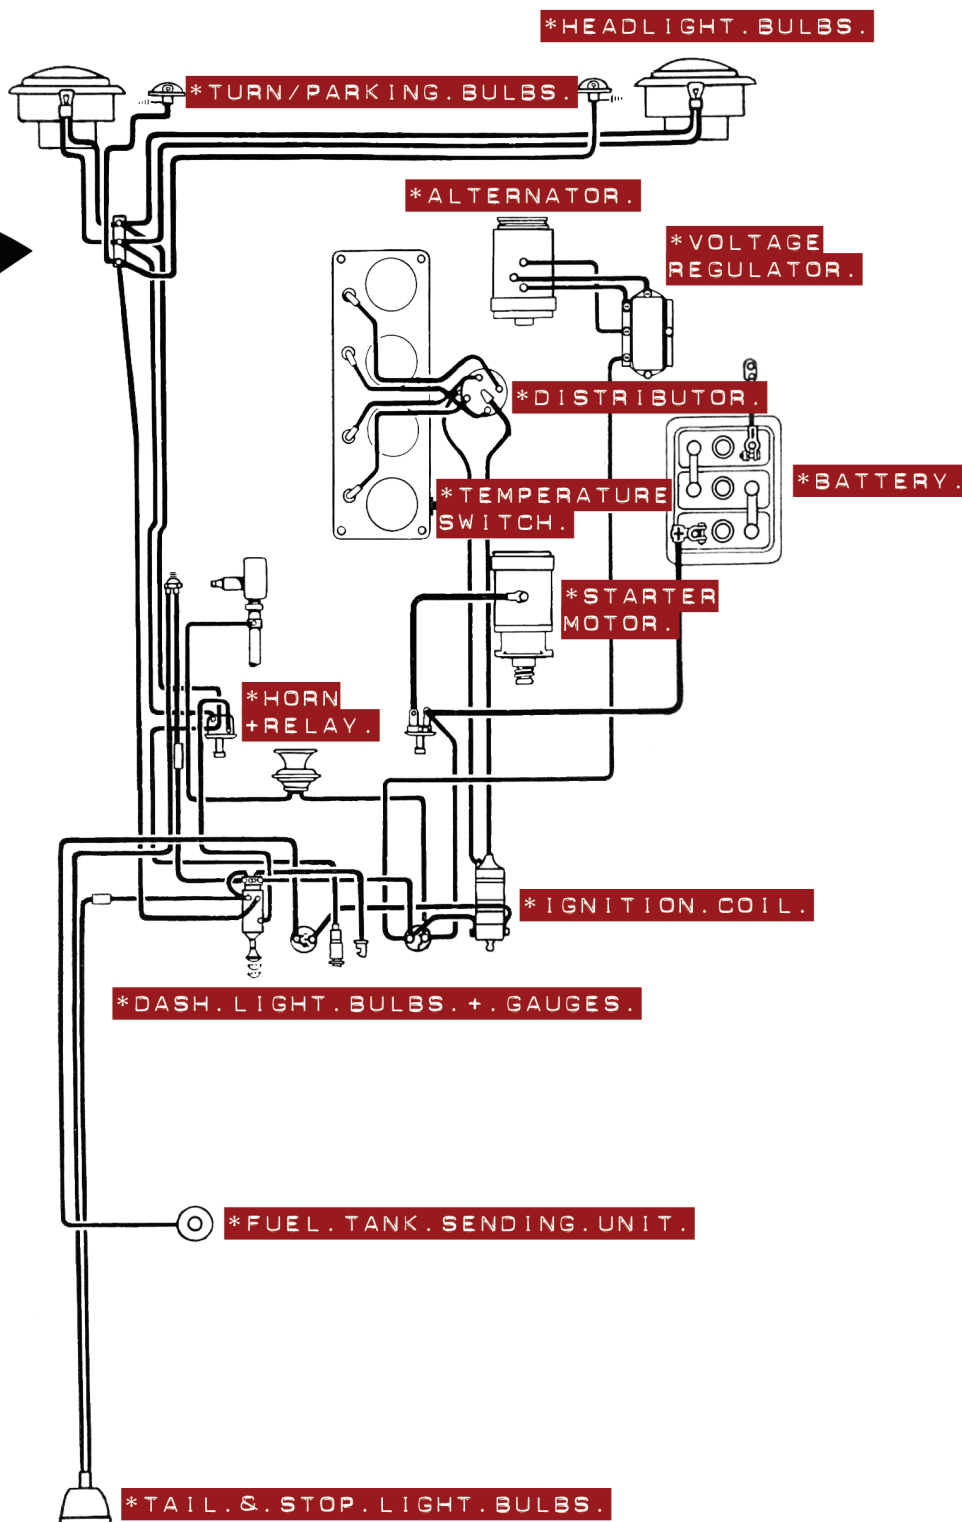 *HEADLIGHT.BULBS.
*TURN/PARKING.BULBS.
*ALTERNATOR.
*VOLTAGE
REGULATOR.
*DISTRIBUTOR.
*BATTERY.
*TEMPERATURE
SWITCH.
*STARTER
MOTOR.
*HORN
+RELAY.
*IGNITION.COIL.
*DASH.LIGHT.BULBS.+.GAUGES.
*FUEL.TANK.SENDING.UNIT.
*TAIL.&.STOP.LIGHT.BULBS.